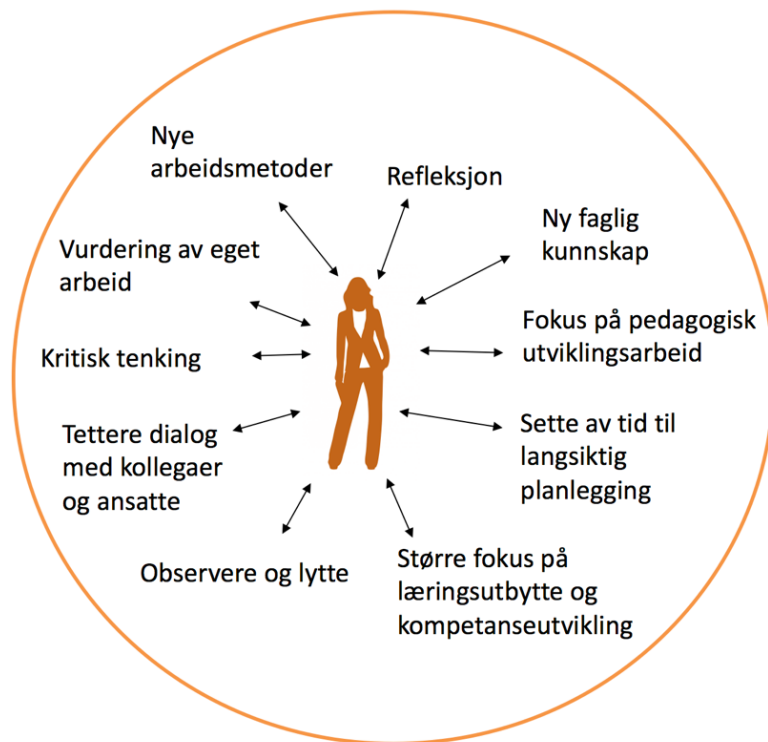 Nye
arbeidsmetoder
Refleksjon
Ny faglig
kunnskap
Vurdering av eget
arbeid
Fokus på pedagogisk
utviklingsarbeid
Kritisk tenking
Sette av tid til
langsiktig
planlegging
Tettere dialog
med kollegaer
og ansatte
Observere og lytte
Større fokus på
læringsutbytte og
kompetanseutvikling